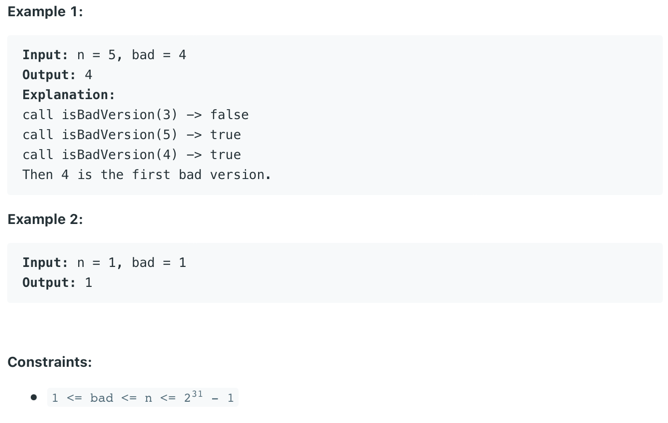 Example 1:
Input: n = 5, bad = 4
Output: 4
Explanation:
call isBadVersion(3) -> false
call isBadVersion(5) -> true
call isBadVersion(4) -> true
Then 4 is the first bad version.
Example 2:
Input: n = 1, bad = 1
Output: 1
Constraints:
• 1 <= bad <= n <= 2³¹ - 1